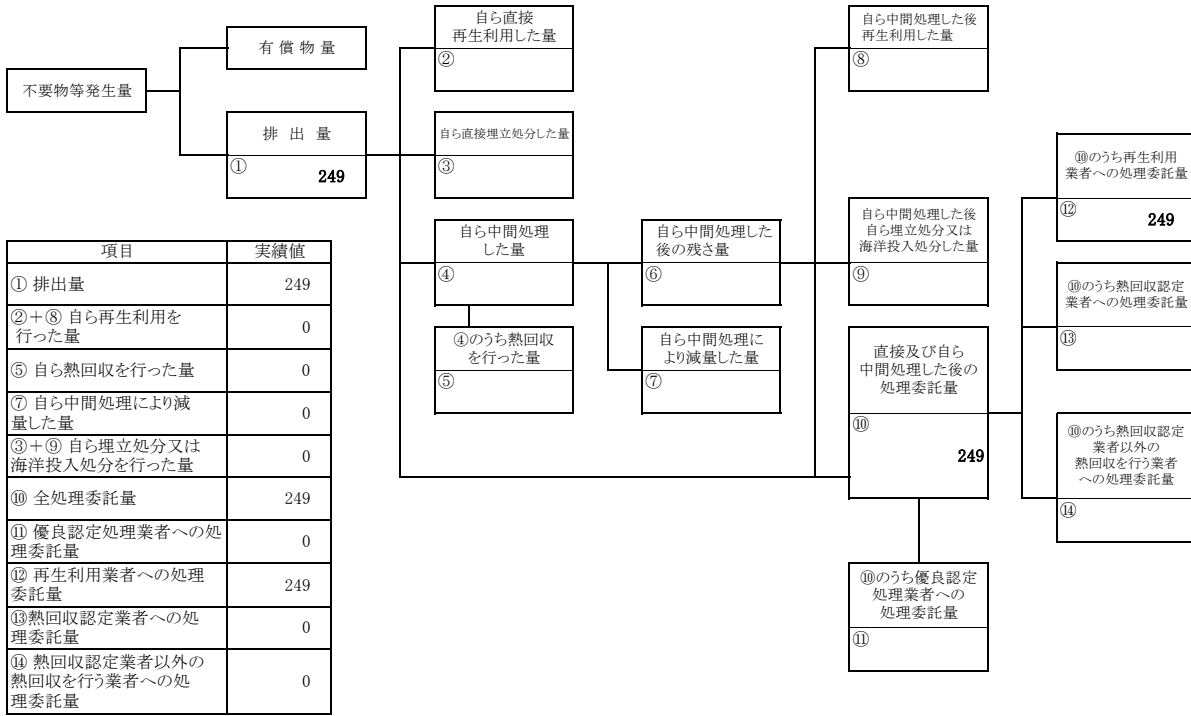 不要物等発生量
有 償 物 量
排 出 量
①
249
自ら直接
再生利用した量
②
自ら直接埋立処分した量
③
自ら中間処理
した量
④
④のうち熱回収
を行った量
⑤
自ら中間処理した
後の残さ量
⑥
自ら中間処理に
より減量した量
⑦
自ら中間処理した後
再生利用した量
⑧
自ら中間処理した後
自ら埋立処分又は
海洋投入処分した量
⑨
直接及び自ら
中間処理した後の
処理委託量
⑩
249
⑩のうち優良認定
処理業者への
処理委託量
⑪
⑩のうち再生利用
業者への処理委託量
⑫
249
⑩のうち熱回収認定
業者への処理委託量
⑬
⑩のうち熱回収認定
業者以外の
熱回収を行う業者
への処理委託量
⑭
項目 実績値
① 排出量 249
②+⑧ 自ら再生利用を
行った量 0
⑤ 自ら熱回収を行った量 0
⑦ 自ら中間処理により減
量した量 0
③+⑨ 自ら埋立処分又は
海洋投入処分を行った量 0
⑩ 全処理委託量 249
⑪ 優良認定処理業者への処
理委託量 0
⑫ 再生利用業者への処理
委託量 249
⑬熱回収認定業者への処
理委託量 0
⑭ 熱回収認定業者以外の
熱回収を行う業者への処
理委託量 0